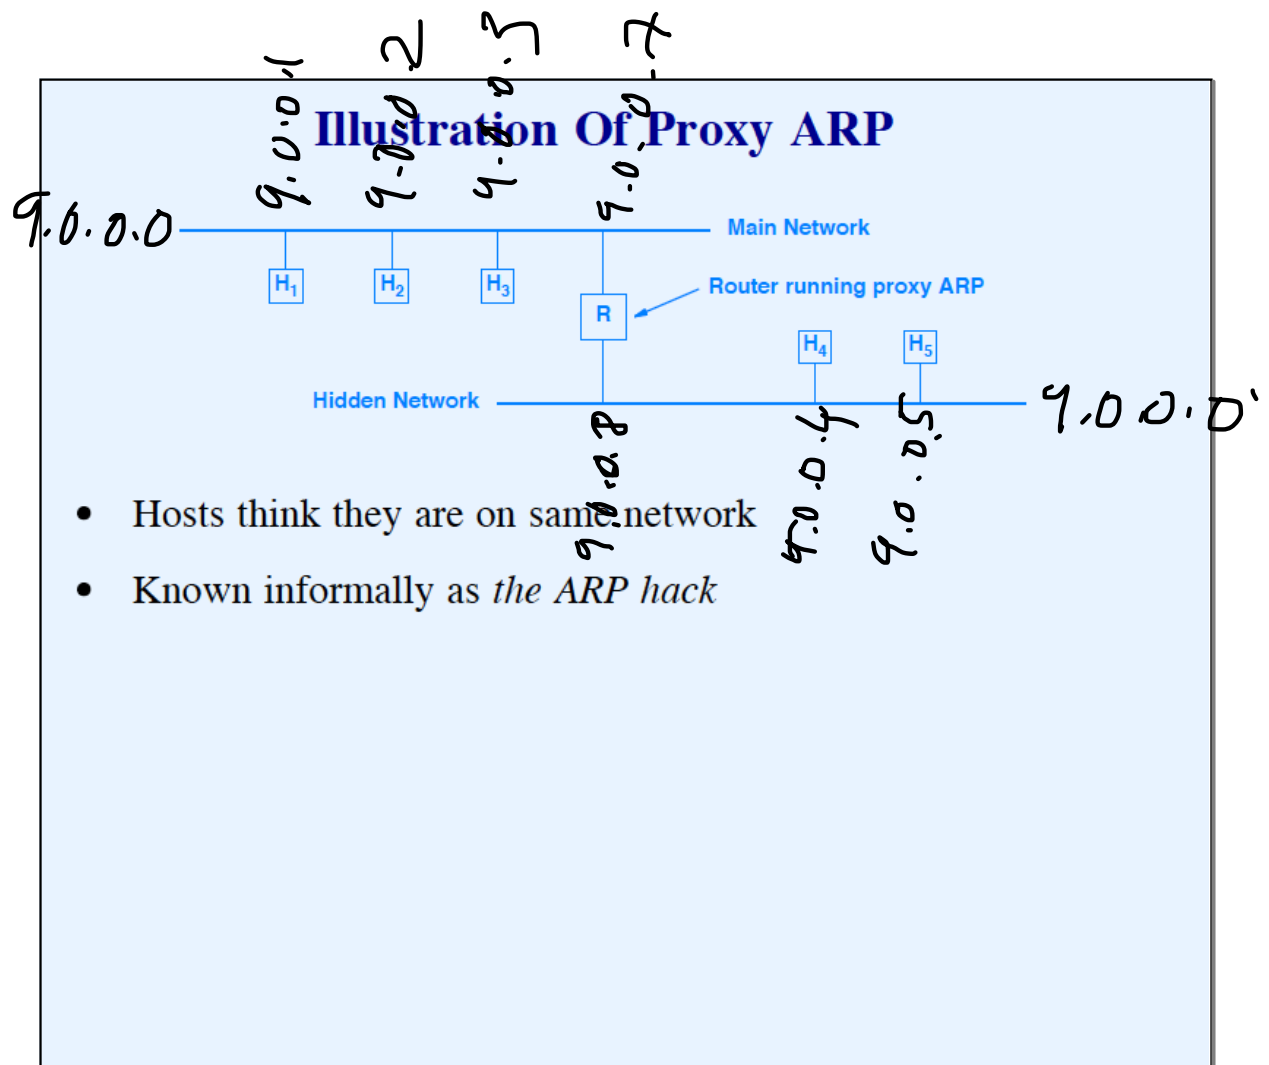 9.0.0.1
9.0.0.2
9.0.0.3
9.0.0.7
Illustration Of Proxy ARP
9.0.0.0
Main Network
H1
H2
H3
Router running proxy ARP
R
H4
H5
Hidden Network
9.0.0.0
9.0.0.8
9.0.0.4
9.0.0.5
• Hosts think they are on same network
• Known informally as the ARP hack